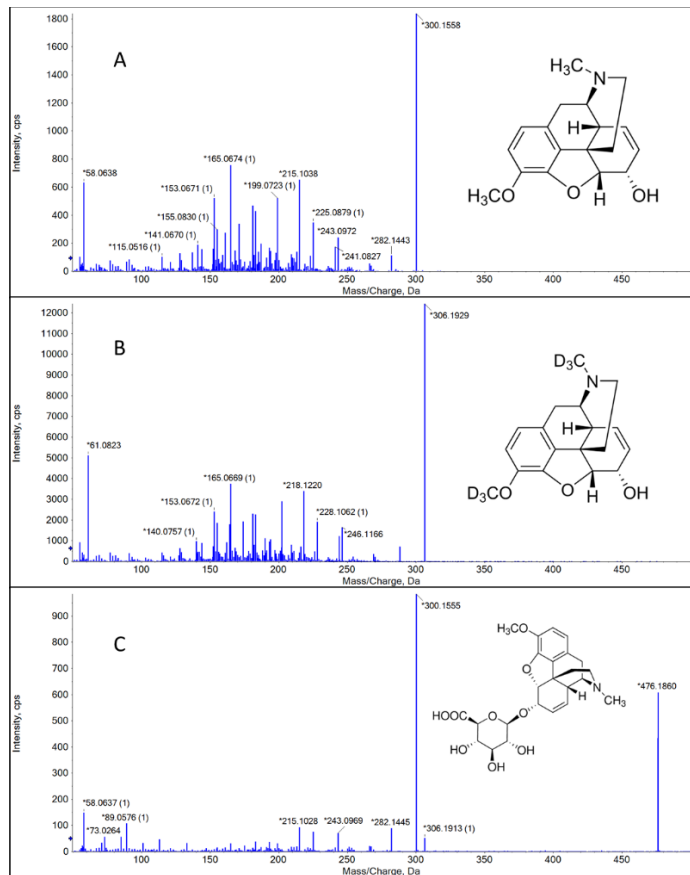 A
Intensity, cps
1800
1600
1400
1200
1000
800
600
400
200
0
*300.1558
*58.0638
*165.0674 (1)
*215.1038
*153.0671 (1)
*199.0723 (1)
*155.0830 (1)
*225.0879 (1)
*141.0670 (1)
*243.0972
*115.0516 (1)
*241.0827
*282.1443
100 150 200 250 300 350 400 450
Mass/Charge, Da
H₃C
N
H
H
H₃CO
O
OH
B
Intensity, cps
12000
11000
10000
9000
8000
7000
6000
5000
4000
3000
2000
1000
0
*306.1929
*61.0823
*165.0669 (1)
*218.1220
*153.0672 (1)
*228.1062 (1)
*140.0757 (1)
*246.1166
100 150 200 250 300 350 400 450
Mass/Charge, Da
D₃C
N
H
H
D₃CO
O
OH
C
Intensity, cps
900
800
700
600
500
400
300
200
100
0
*300.1555
*476.1860
*58.0637 (1)
*89.0576 (1)
*73.0264
*215.1028
*243.0969
*282.1445
*306.1913 (1)
100 150 200 250 300 350 400 450
Mass/Charge, Da
H₃CO
O
H
N
CH₃
HOOC
O
O
HO
OH
OH